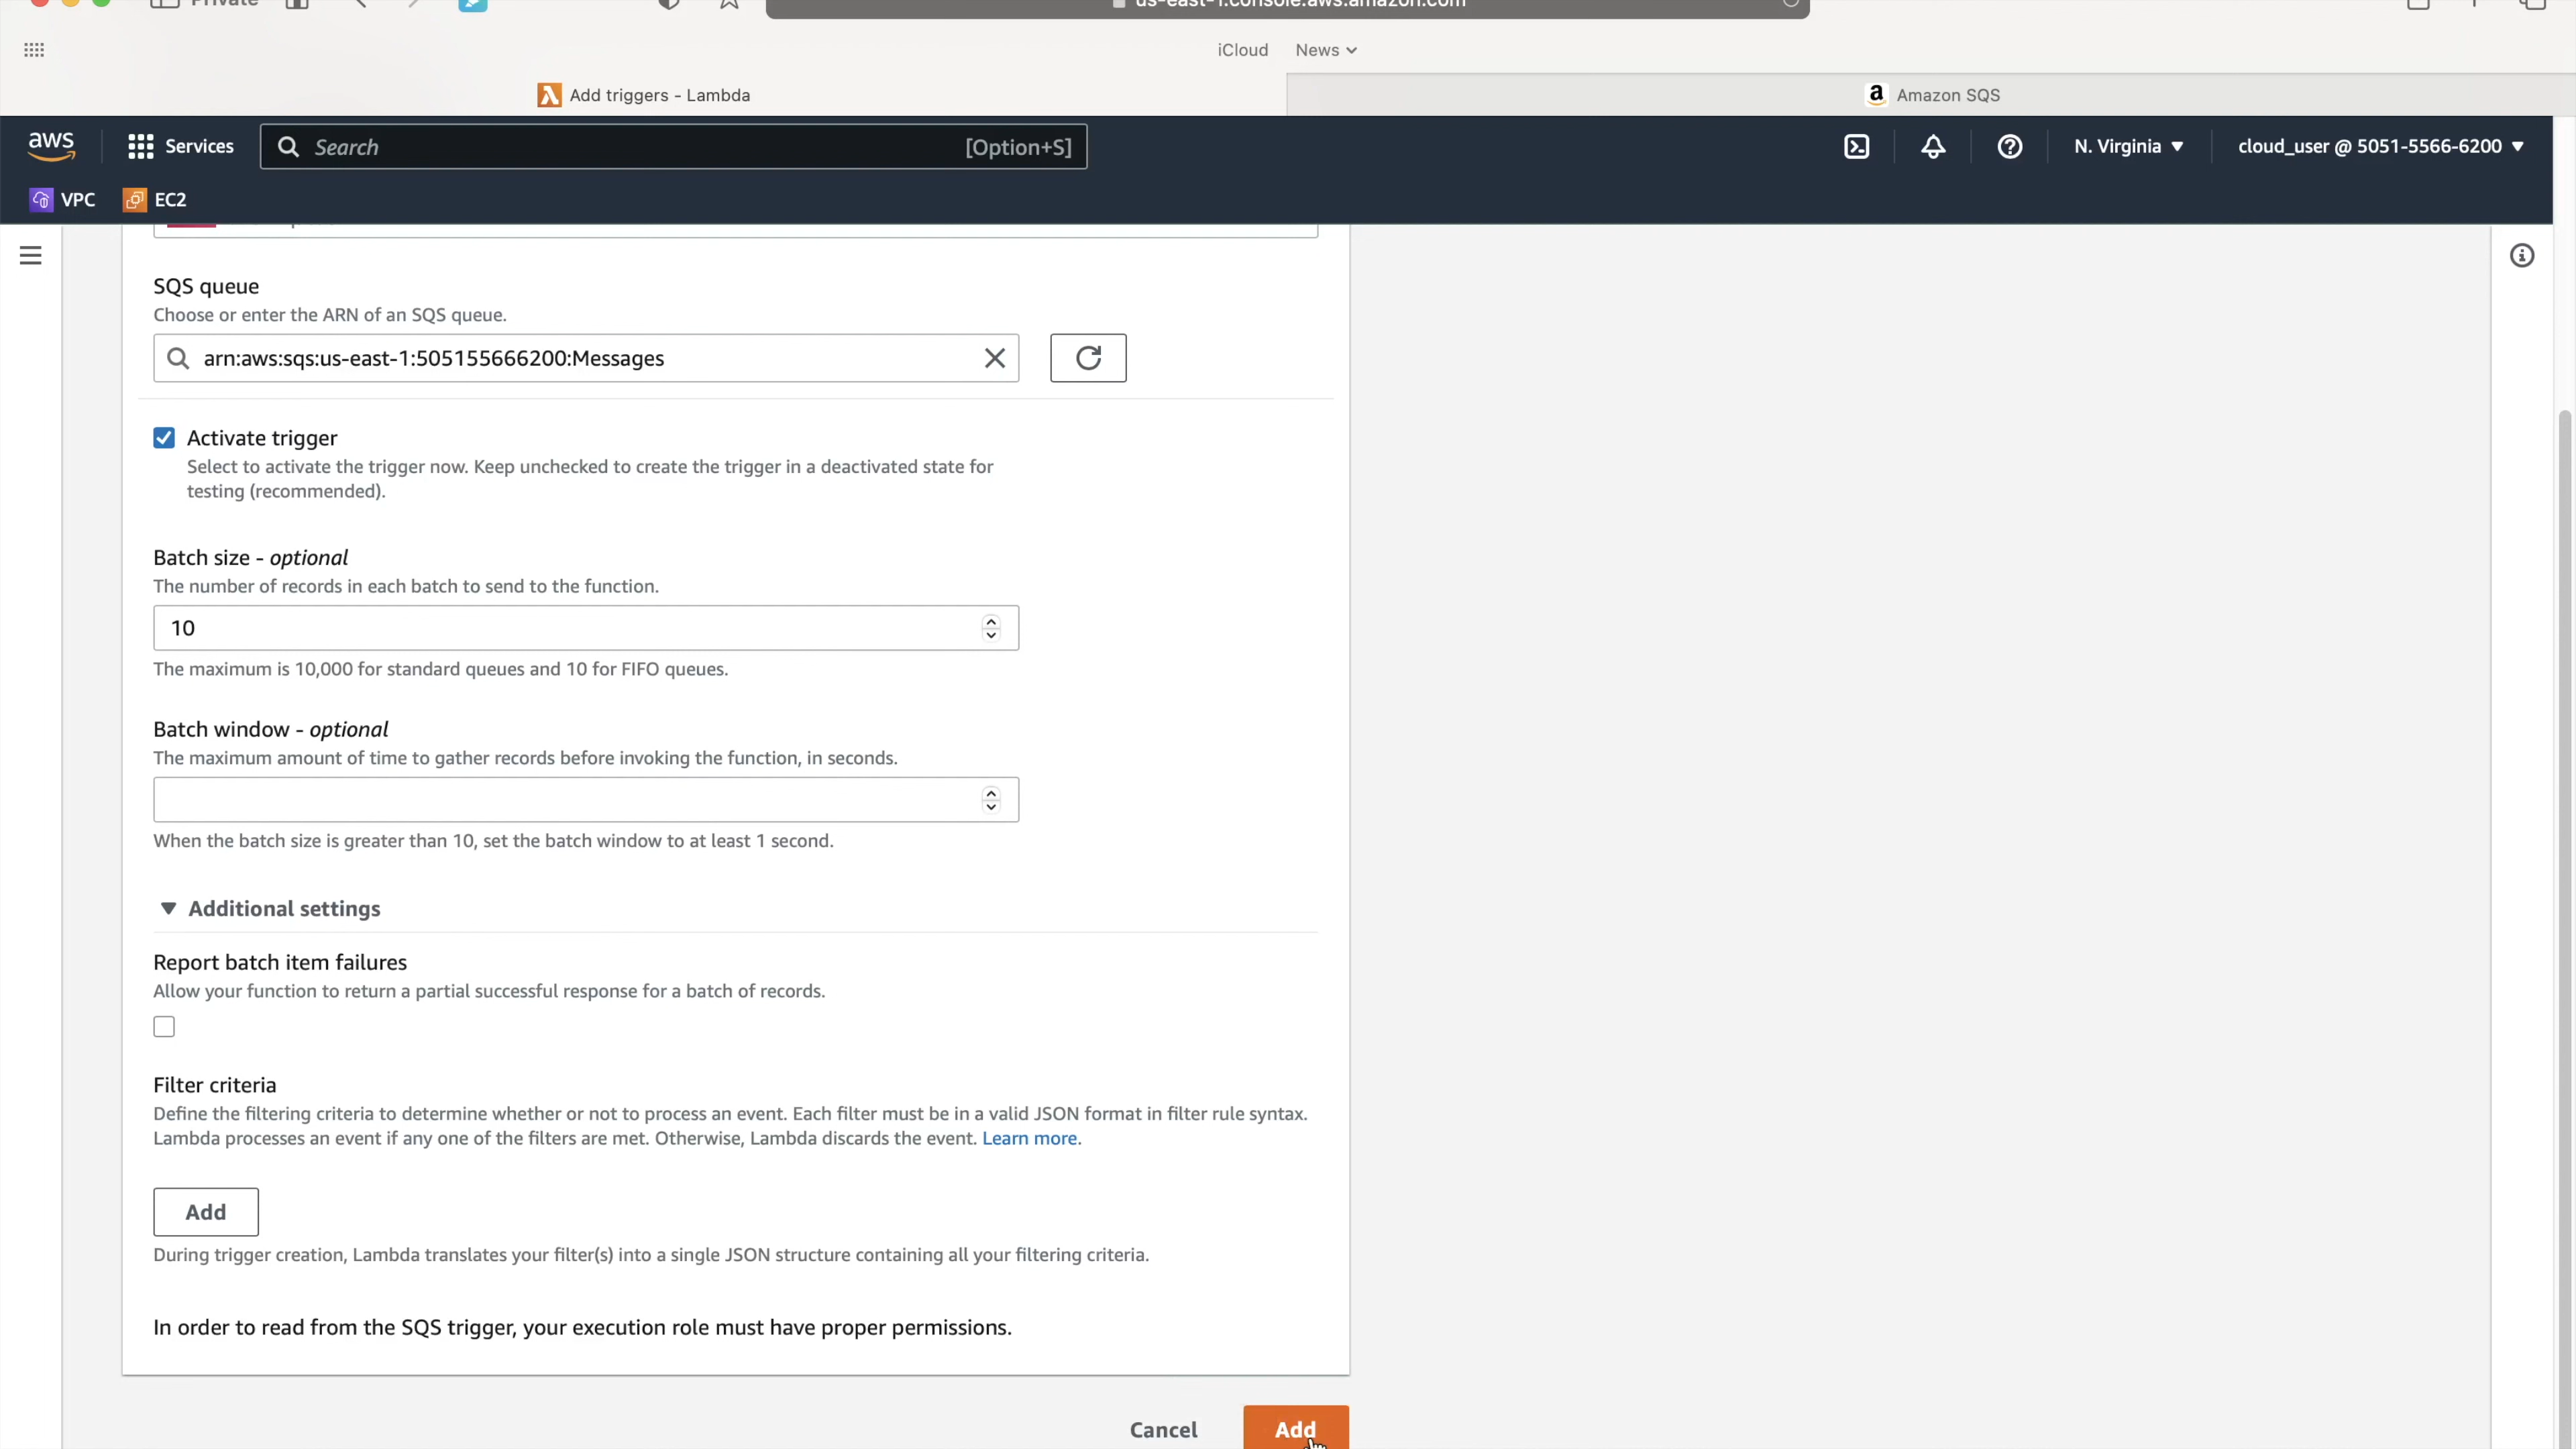 Private
us-east-1.console.aws.amazon.com
iCloud News
Add triggers - Lambda
Amazon SQS
aws
Services
Search
[Option+S]
N. Virginia
cloud_user @ 5051-5566-6200
VPC
EC2
SQS queue
Choose or enter the ARN of an SQS queue.
arn:aws:sqs:us-east-1:505155666200:Messages
Activate trigger
Select to activate the trigger now. Keep unchecked to create the trigger in a deactivated state for
testing (recommended).
Batch size - optional
The number of records in each batch to send to the function.
10
The maximum is 10,000 for standard queues and 10 for FIFO queues.
Batch window - optional
The maximum amount of time to gather records before invoking the function, in seconds.
When the batch size is greater than 10, set the batch window to at least 1 second.
Additional settings
Report batch item failures
Allow your function to return a partial successful response for a batch of records.
Filter criteria
Define the filtering criteria to determine whether or not to process an event. Each filter must be in a valid JSON format in filter rule syntax.
Lambda processes an event if any one of the filters are met. Otherwise, Lambda discards the event. Learn more.
Add
During trigger creation, Lambda translates your filter(s) into a single JSON structure containing all your filtering criteria.
In order to read from the SQS trigger, your execution role must have proper permissions.
Cancel
Add